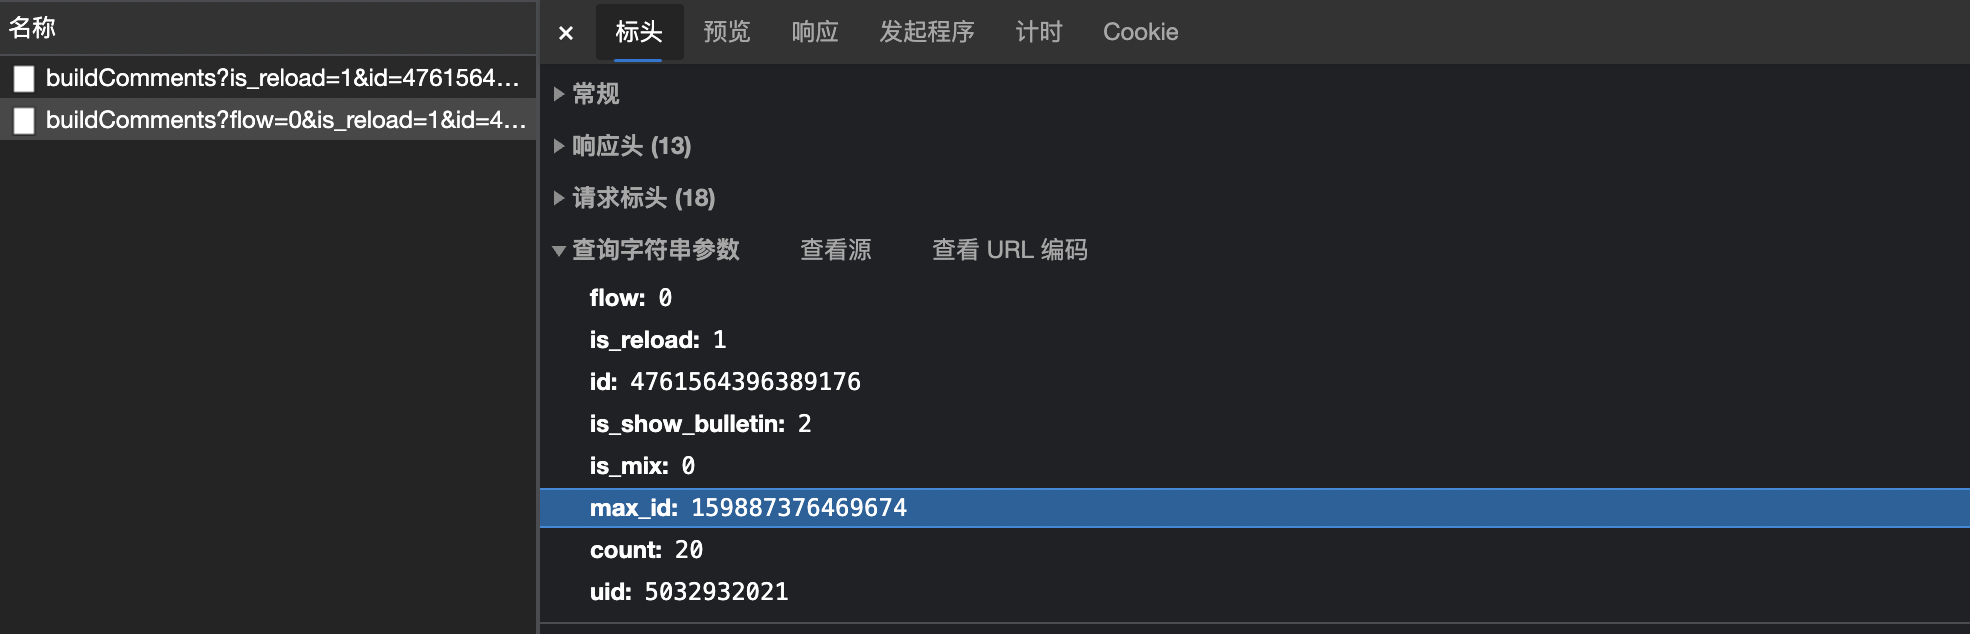 名称
buildComments?is_reload=1&id=4761564...
buildComments?flow=0&is_reload=1&id=4...
× 标头 预览 响应 发起程序 计时 Cookie
常规
响应头 (13)
请求标头 (18)
查询字符串参数 查看源 查看 URL 编码
flow: 0
is_reload: 1
id: 4761564396389176
is_show_bulletin: 2
is_mix: 0
max_id: 159887376469674
count: 20
uid: 5032932021